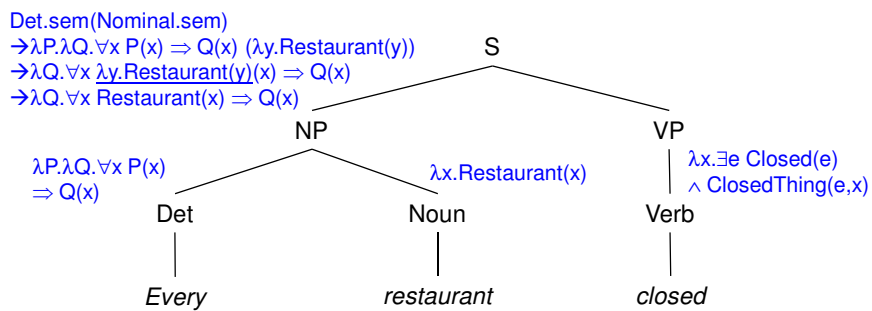 Det.sem(Nominal.sem)
→λP.λQ.∀x P(x) ⇒ Q(x) (λy.Restaurant(y))
→λQ.∀x λy.Restaurant(y)(x) ⇒ Q(x)
→λQ.∀x Restaurant(x) ⇒ Q(x)
S
NP
VP
λP.λQ.∀x P(x)
⇒ Q(x)
λx.Restaurant(x)
λx.∃e Closed(e)
∧ ClosedThing(e,x)
Det
Noun
Verb
Every
restaurant
closed